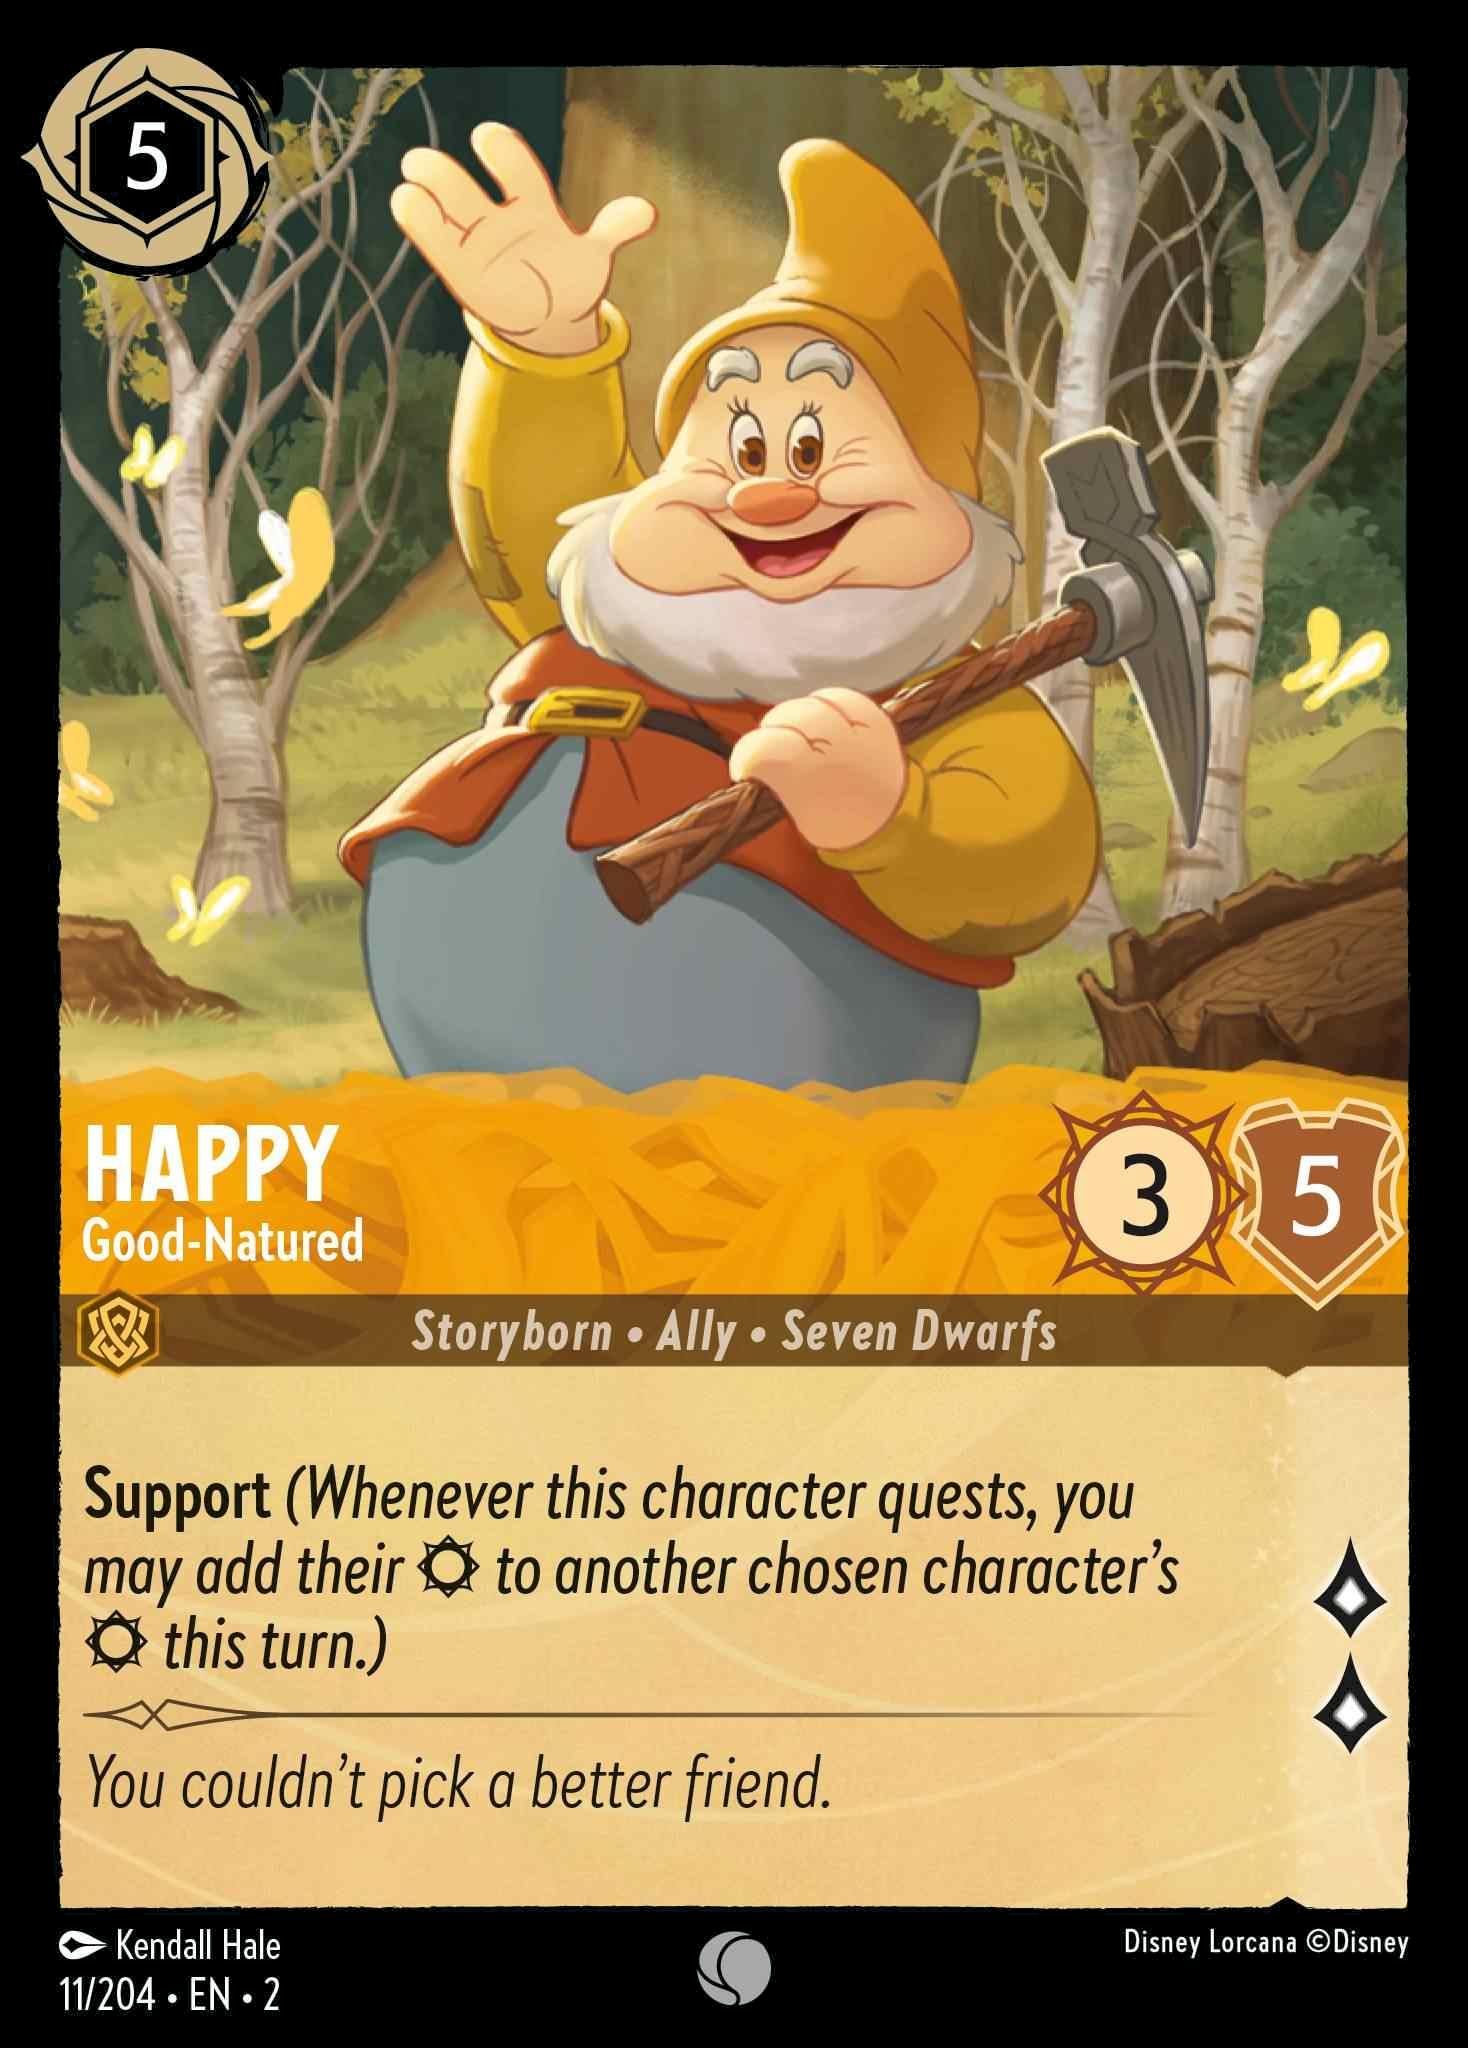 5
HAPPY
Good-Natured
3
5
Storyborn • Ally • Seven Dwarfs
Support (Whenever this character quests, you
may add their to another chosen character's
this turn.)
You couldn't pick a better friend.
Kendall Hale
11/204 • EN • 2
Disney Lorcana ©Disney